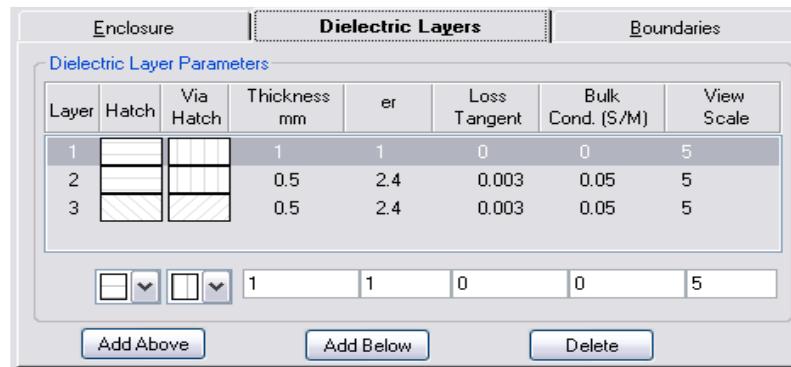 Enclosure Dielectric Layers Boundaries
Dielectric Layer Parameters
Layer Hatch Via Hatch Thickness mm er Loss Tangent Bulk Cond. (S/M) View Scale
1 1 1 0 0 5
2 0.5 2.4 0.003 0.05 5
3 0.5 2.4 0.003 0.05 5
1 1 0 0 5
Add Above Add Below Delete